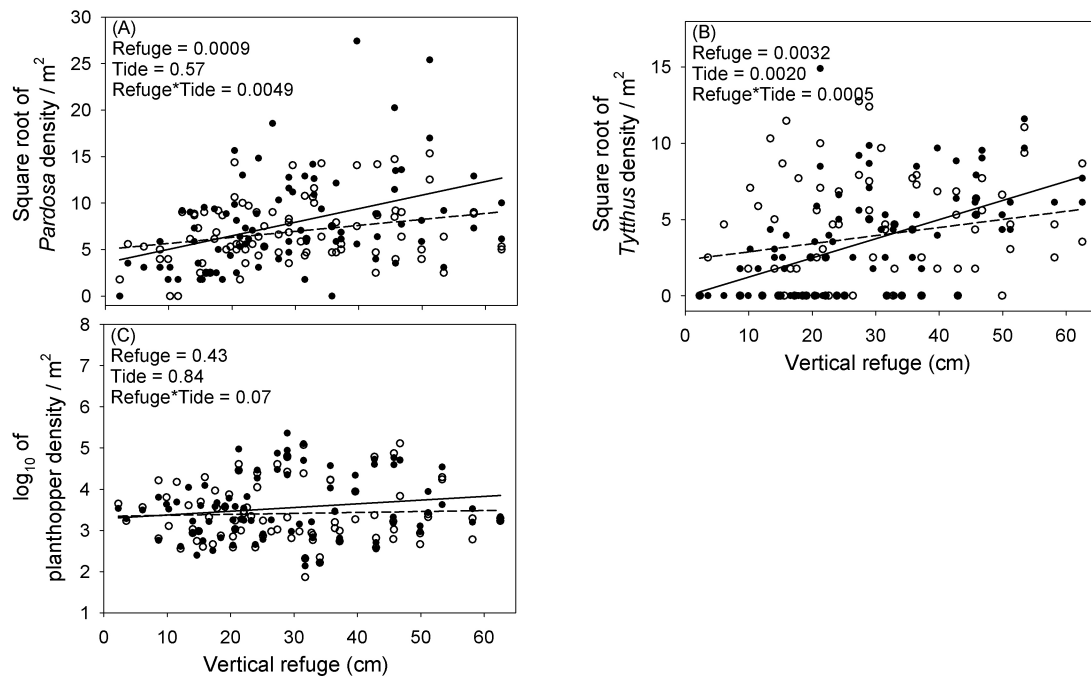 (A)
Refuge = 0.0009
Tide = 0.57
Refuge*Tide = 0.0049
Square root of
Pardosa density / m2
30
25
20
15
10
5
0
(B)
Refuge = 0.0032
Tide = 0.0020
Refuge*Tide = 0.0005
Square root of
Tytthus density / m2
15
10
5
0
0 10 20 30 40 50 60
Vertical refuge (cm)
(C)
Refuge = 0.43
Tide = 0.84
Refuge*Tide = 0.07
log10 of
planthopper density / m2
8
7
6
5
4
3
2
1
0 10 20 30 40 50 60
Vertical refuge (cm)